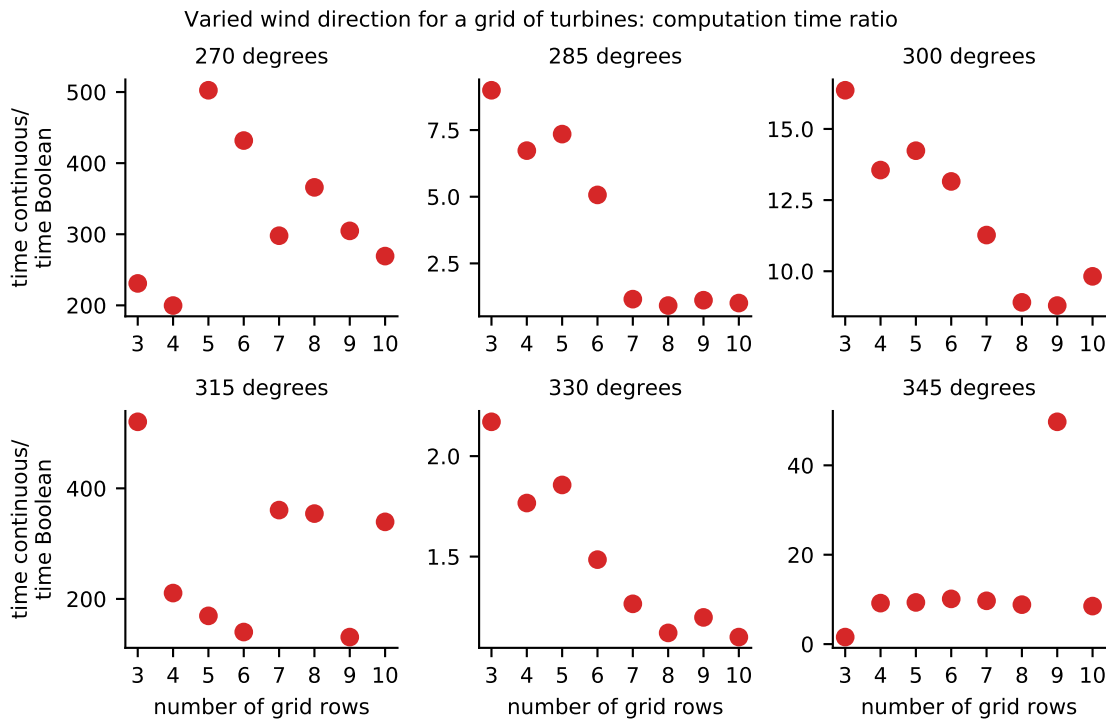 Varied wind direction for a grid of turbines: computation time ratio
270 degrees
285 degrees
300 degrees
time continuous/
time Boolean
500
400
300
200
3 4 5 6 7 8 9 10
7.5
5.0
2.5
3 4 5 6 7 8 9 10
15.0
12.5
10.0
3 4 5 6 7 8 9 10
315 degrees
330 degrees
345 degrees
time continuous/
time Boolean
400
200
3 4 5 6 7 8 9 10
number of grid rows
2.0
1.5
3 4 5 6 7 8 9 10
number of grid rows
40
20
0
3 4 5 6 7 8 9 10
number of grid rows